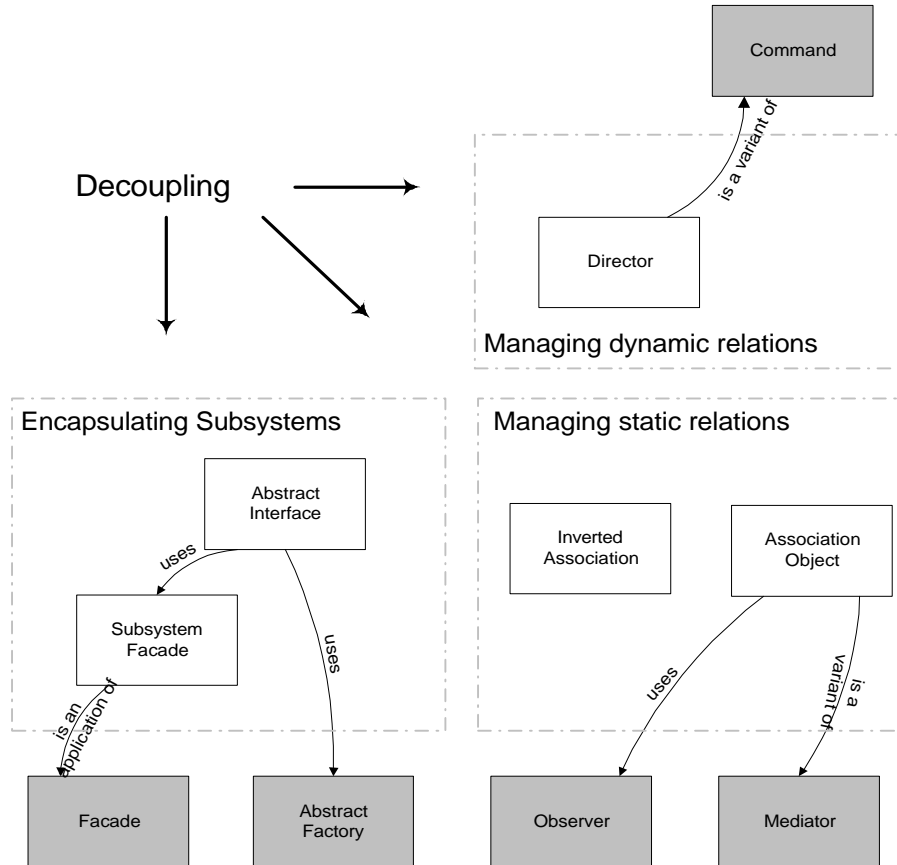 Command
is a variant of
Decoupling
Director
Managing dynamic relations
Encapsulating Subsystems
Abstract
Interface
uses
Subsystem
Facade
uses
is an
application of
Managing static relations
Inverted
Association
Association
Object
uses
is a
variant of
Facade
Abstract
Factory
Observer
Mediator